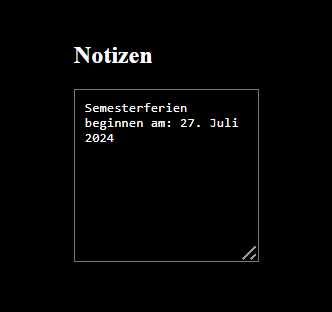 Notizen
Semesterferien
beginnen am: 27. Juli
2024